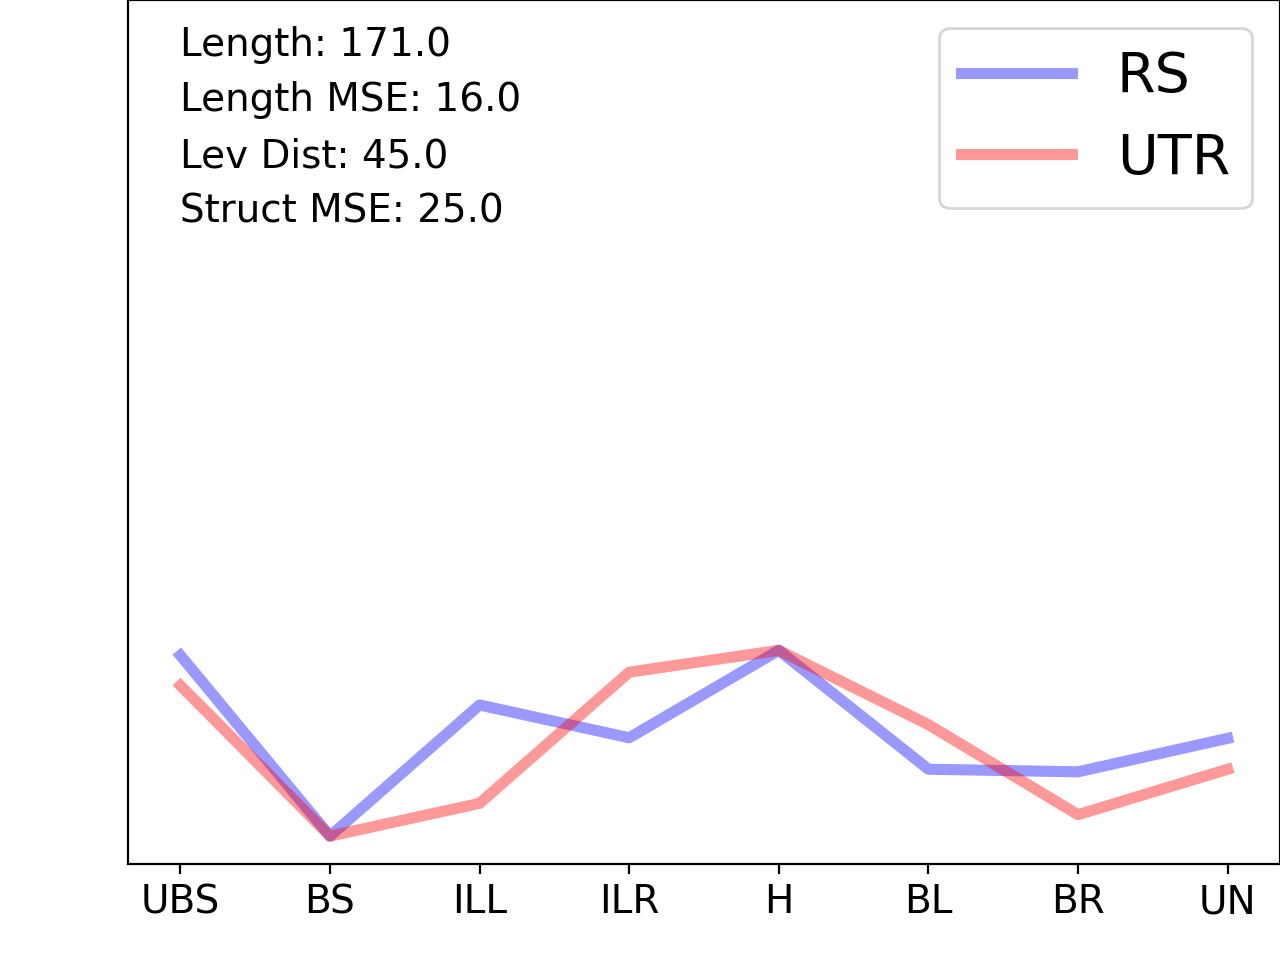 Length: 171.0
Length MSE: 16.0
Lev Dist: 45.0
Struct MSE: 25.0
RS
UTR
UBS BS ILL ILR H BL BR UN